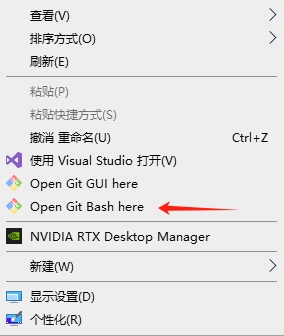 查看(V)
排序方式(O)
刷新(E)
粘贴(P)
粘贴快捷方式(S)
撤消 重命名(U) Ctrl+Z
使用 Visual Studio 打开(V)
Open Git GUI here
Open Git Bash here
NVIDIA RTX Desktop Manager
新建(W)
显示设置(D)
个性化(R)